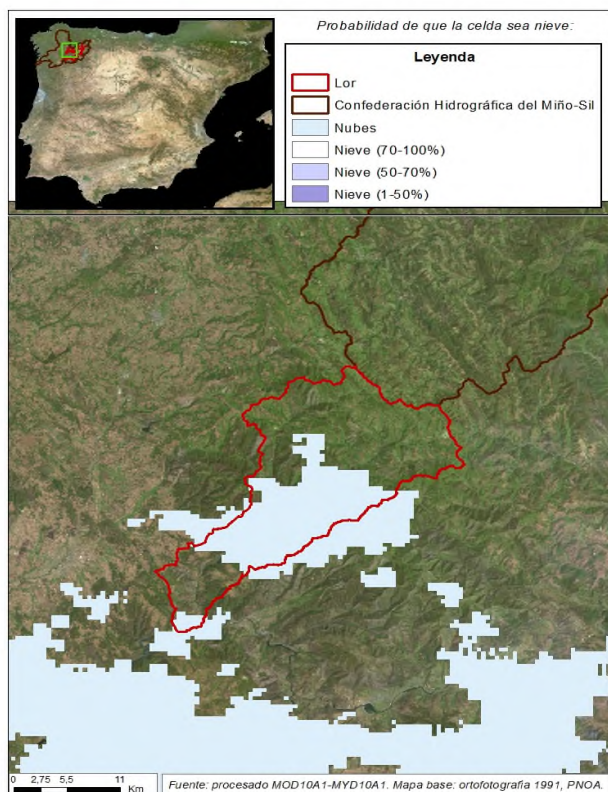 Probabilidad de que la celda sea nieve:
Leyenda
Lor
Confederación Hidrográfica del Miño-Sil
Nubes
Nieve (70-100%)
Nieve (50-70%)
Nieve (1-50%)
0 2,75 5,5 11
Km
Fuente: procesado MOD10A1-MYD10A1. Mapa base: ortofotografía 1991, PNOA.